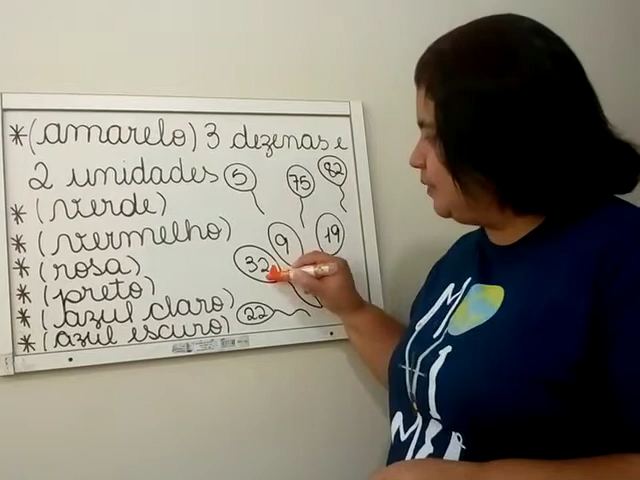 * (amarelo) 3 dezenas e
2 unidades
* (verde)
* (vermelho)
* (rosa)
* (preto)
* (azul claro)
* (azul escuro)
5
75
82
9
19
32
22